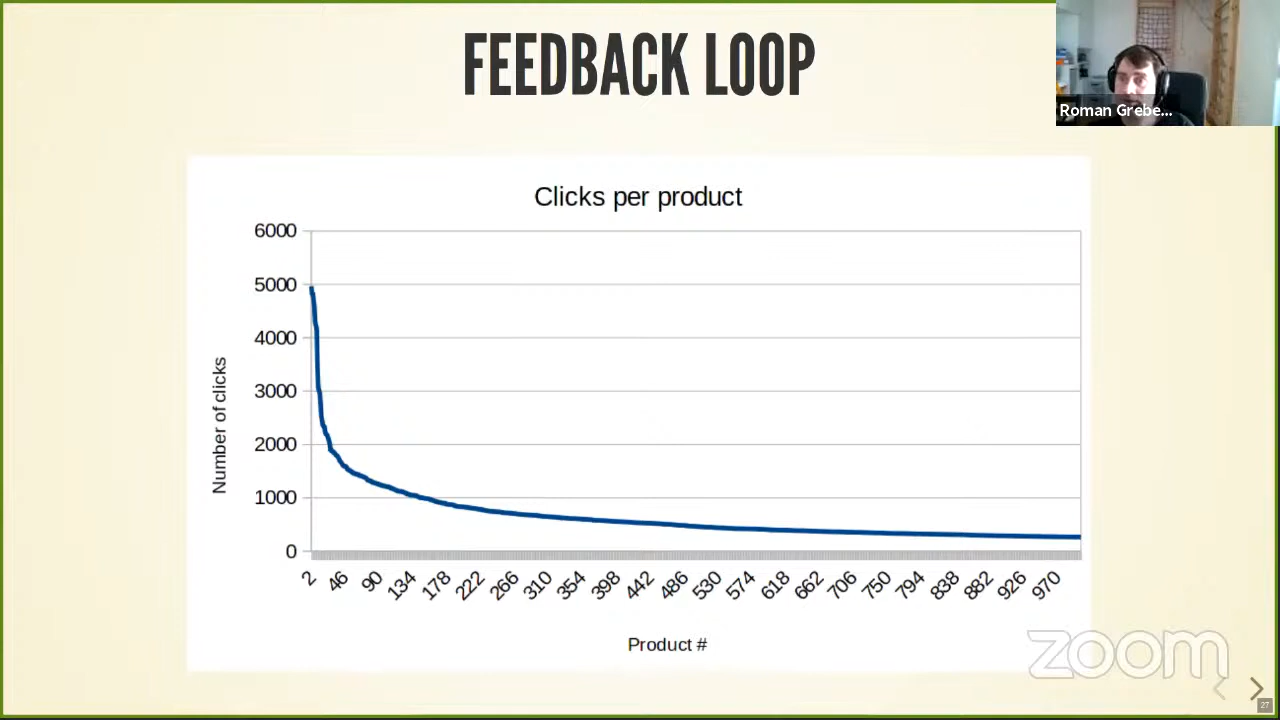 FEEDBACK LOOP
Roman Grebe...
Clicks per product
6000
5000
4000
3000
2000
1000
0
Number of clicks
2 46 90 134 178 222 266 310 354 398 442 486 530 574 618 662 706 750 794 838 882 926 970
Product #
zoom
27